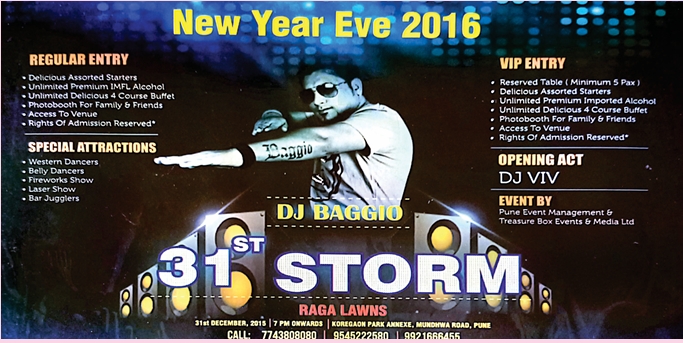 New Year Eve 2016
REGULAR ENTRY
• Delicious Assorted Starters
• Unlimited Premium IMFL Alcohol
• Unlimited Delicious 4 Course Buffet
• Photobooth For Family & Friends
• Access To Venue
• Rights Of Admission Reserved*
SPECIAL ATTRACTIONS
• Western Dancers
• Belly Dancers
• Fireworks Show
• Laser Show
• Bar Jugglers
VIP ENTRY
• Reserved Table ( Minimum 5 Pax )
• Delicious Assorted Starters
• Unlimited Premium Imported Alcohol
• Unlimited Delicious 4 Course Buffet
• Photobooth For Family & Friends
• Access To Venue
• Rights Of Admission Reserved*
OPENING ACT
DJ VIV
EVENT BY
Pune Event Management &
Treasure Box Events & Media Ltd
Baggio
DJ BAGGIO
31ST STORM
RAGA LAWNS
31st DECEMBER, 2015 | 7 PM ONWARDS | KOREGAON PARK ANNEXE, MUNDHWA ROAD, PUNE
CALL: 7743808080 | 9545222580 | 9921666455